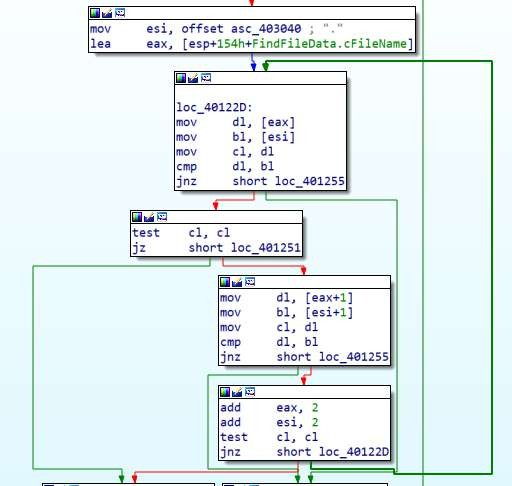 mov     esi, offset asc_403040 ; "."
lea     eax, [esp+154h+FindFileData.cFileName]
loc_40122D:
mov     dl, [eax]
mov     bl, [esi]
mov     cl, dl
cmp     dl, bl
jnz     short loc_401255
test    cl, cl
jz      short loc_401251
mov     dl, [eax+1]
mov     bl, [esi+1]
mov     cl, dl
cmp     dl, bl
jnz     short loc_401255
add     eax, 2
add     esi, 2
test    cl, cl
jnz     short loc_40122D